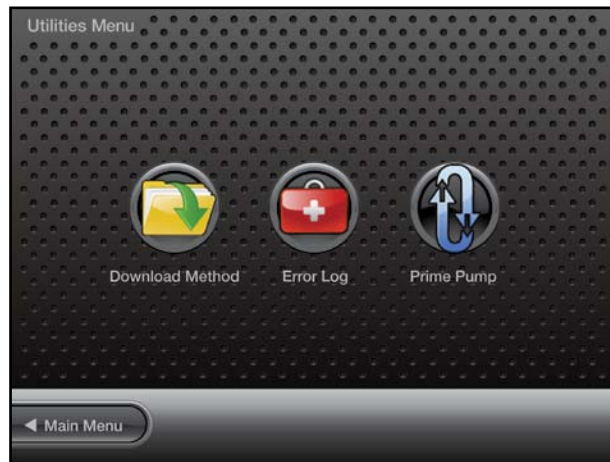 Utilities Menu
Download Method
Error Log
Prime Pump
Main Menu